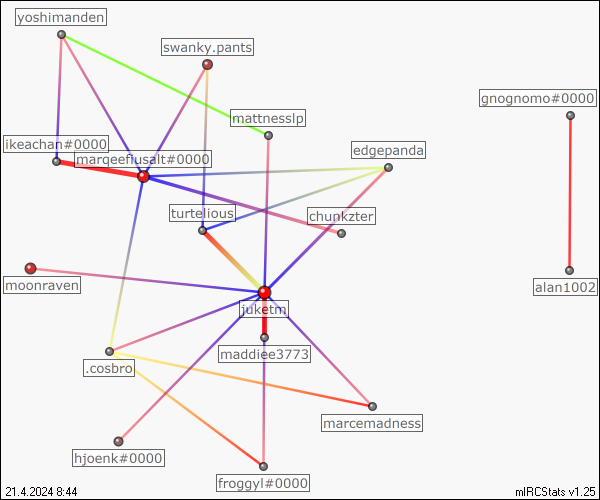 yoshimanden
swanky.pants
gnognomo#0000
mattnesslp
ikeachan#0000
edgepanda
marqeeflusalt#0000
turtelious
chunkzter
moonraven
alan1002
juketm
maddiee3773
.cosbro
marcemadness
hjoenk#0000
froggyl#0000
21.4.2024 8:44
mIRCStats v1.25